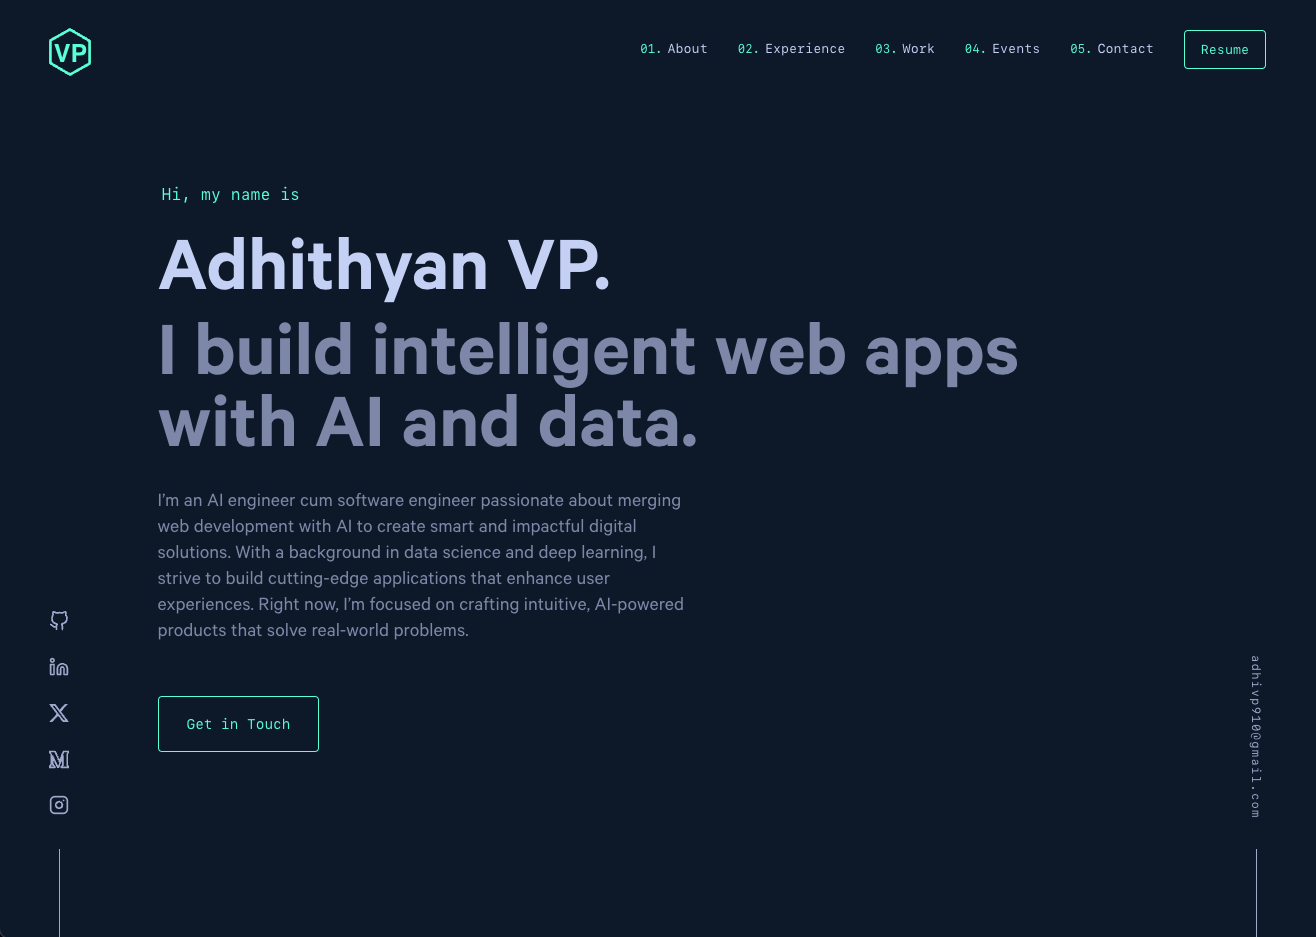 VP
01. About 02. Experience 03. Work 04. Events 05. Contact Resume
Hi, my name is
Adhithyan VP.
I build intelligent web apps
with AI and data.
I’m an AI engineer cum software engineer passionate about merging
web development with AI to create smart and impactful digital
solutions. With a background in data science and deep learning, I
strive to build cutting-edge applications that enhance user
experiences. Right now, I’m focused on crafting intuitive, AI-powered
products that solve real-world problems.
Get in Touch
adhivp910@gmail.com